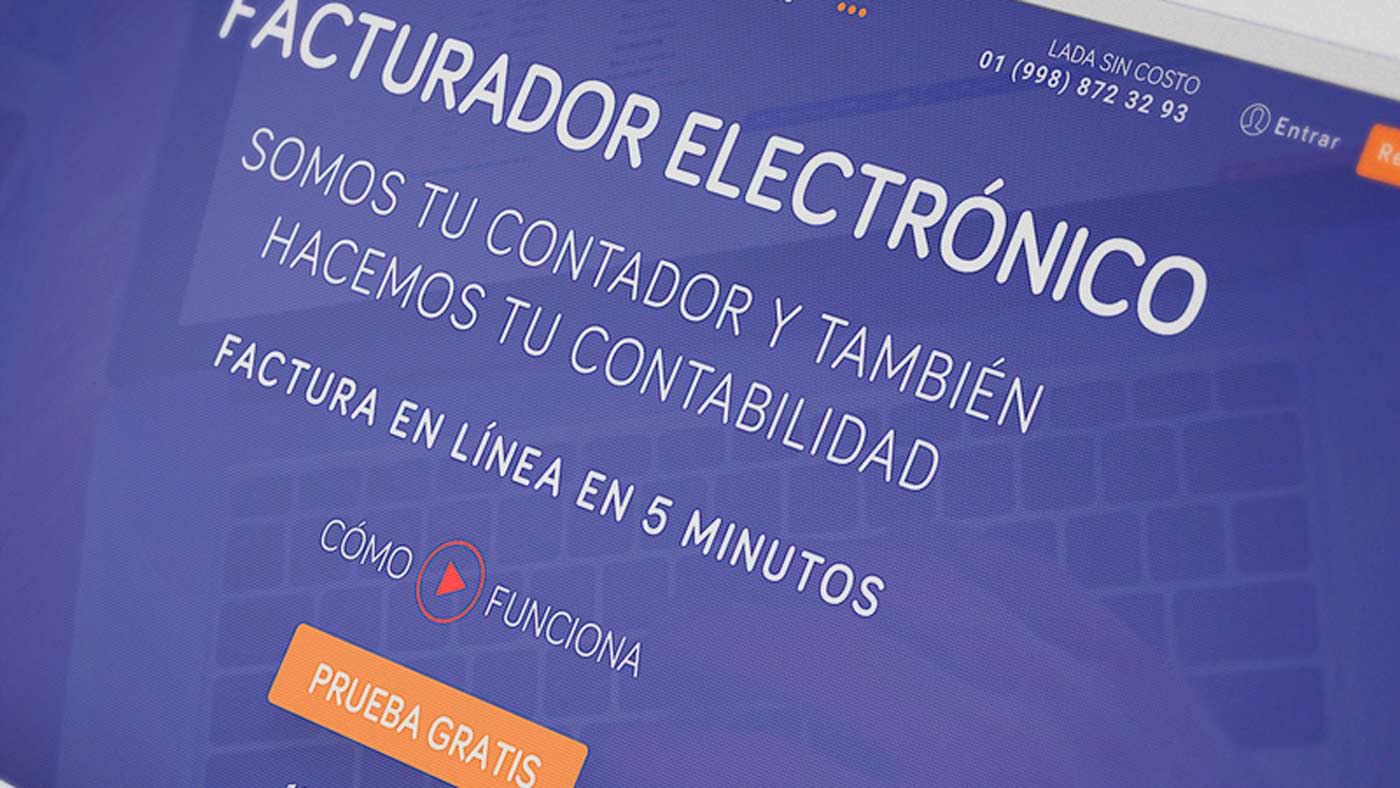 LADA SIN COSTO
01 (998) 872 32 93
Entrar
FACTURADOR ELECTRÓNICO
SOMOS TU CONTADOR Y TAMBIÉN
HACEMOS TU CONTABILIDAD
FACTURA EN LÍNEA EN 5 MINUTOS
CÓMO FUNCIONA
PRUEBA GRATIS